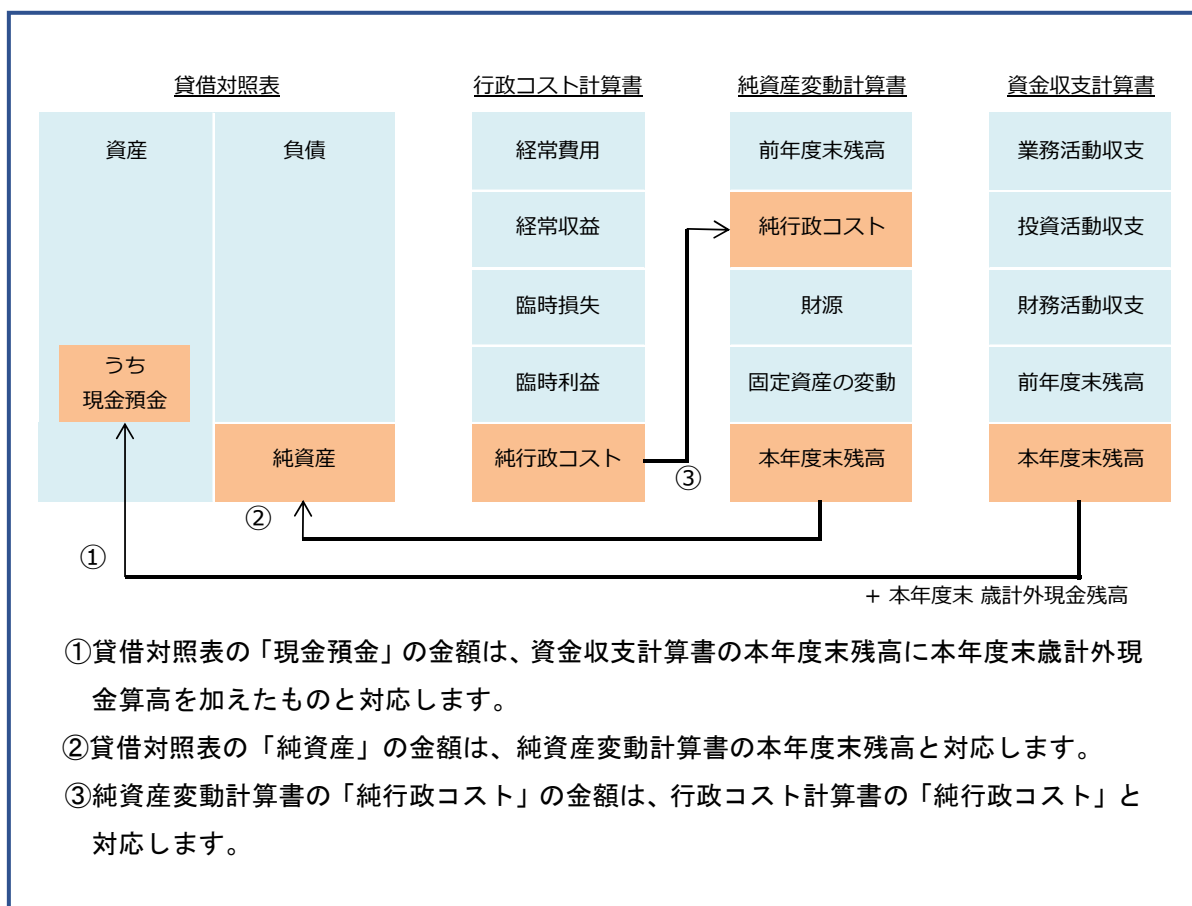 貸借対照表
行政コスト計算書
純資産変動計算書
資金収支計算書
資産
負債
経常費用
前年度末残高
業務活動収支
経常収益
純行政コスト
投資活動収支
臨時損失
財源
財務活動収支
うち
現金預金
臨時利益
固定資産の変動
前年度末残高
純資産
純行政コスト
本年度末残高
本年度末残高
③
②
①
+ 本年度末 歳計外現金残高
①貸借対照表の「現金預金」の金額は、資金収支計算書の本年度末残高に本年度末歳計外現
金算高を加えたものと対応します。
②貸借対照表の「純資産」の金額は、純資産変動計算書の本年度末残高と対応します。
③純資産変動計算書の「純行政コスト」の金額は、行政コスト計算書の「純行政コスト」と
対応します。